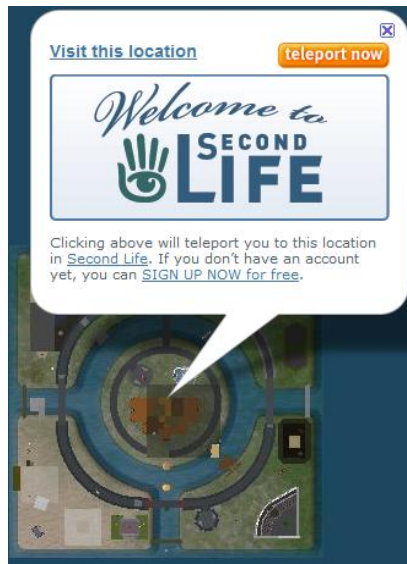 Visit this location
teleport now
Welcome to
SECOND
LIFE
Clicking above will teleport you to this location
in Second Life. If you don't have an account
yet, you can SIGN UP NOW for free.